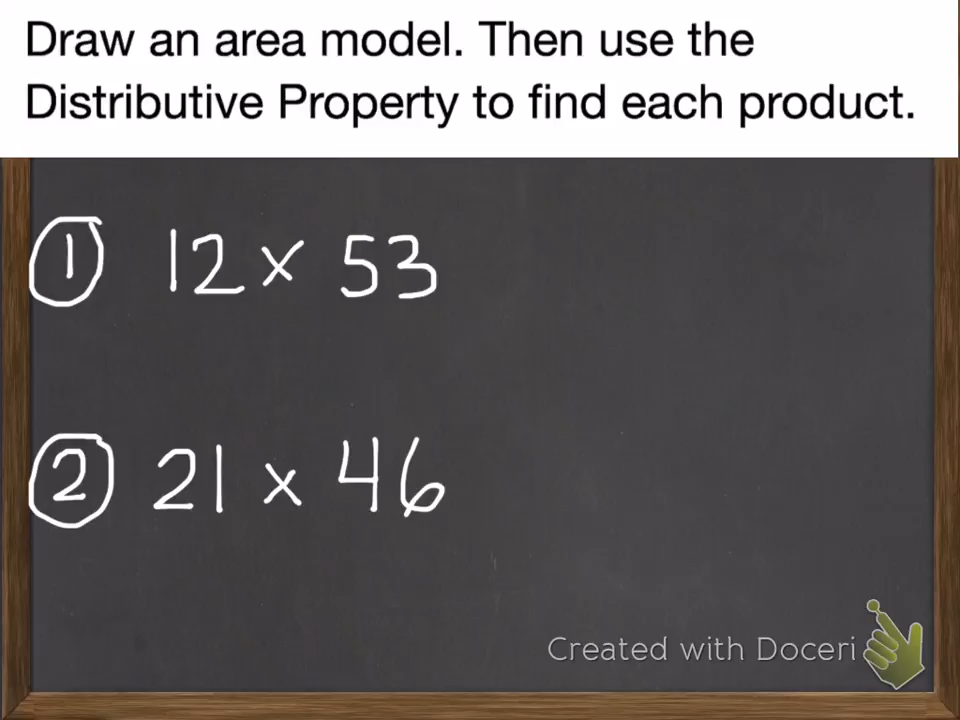 Draw an area model. Then use the
Distributive Property to find each product.
1 12 × 53
2 21 × 46
Created with Doceri